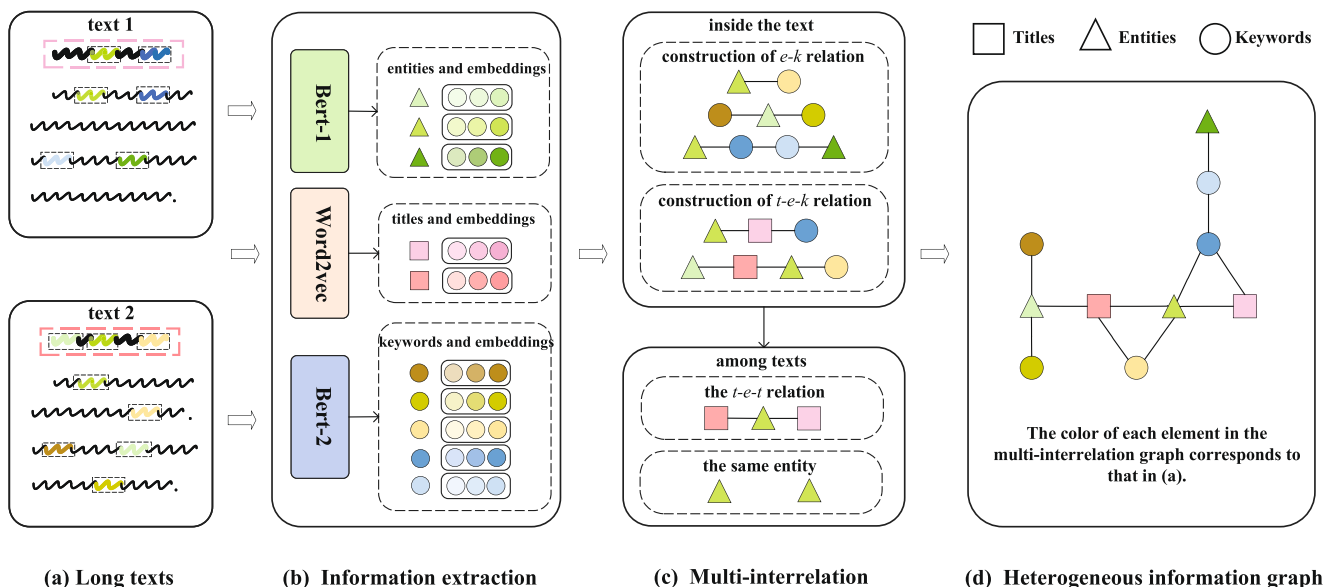 text 1
text 2
(a) Long texts
Bert-1
entities and embeddings
Word2vec
titles and embeddings
Bert-2
keywords and embeddings
(b) Information extraction
inside the text
construction of e-k relation
construction of t-e-k relation
among texts
the t-e-t relation
the same entity
(c) Multi-interrelation
Titles
Entities
Keywords
The color of each element in the
multi-interrelation graph corresponds to
that in (a).
(d) Heterogeneous information graph